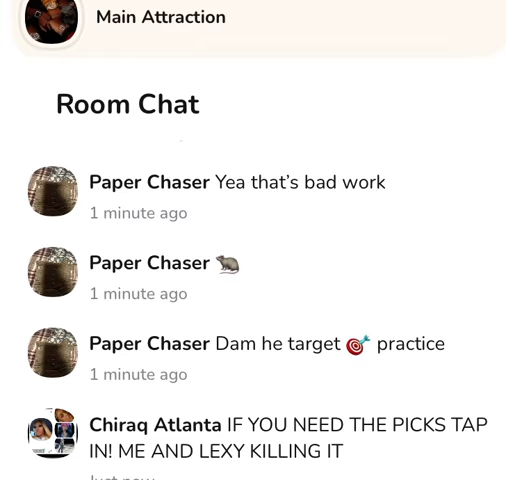 Main Attraction
Room Chat
Paper Chaser Yea that’s bad work
1 minute ago
Paper Chaser 🐀
1 minute ago
Paper Chaser Dam he target 🎯 practice
1 minute ago
Chiraq Atlanta IF YOU NEED THE PICKS TAP
IN! ME AND LEXY KILLING IT
Just now